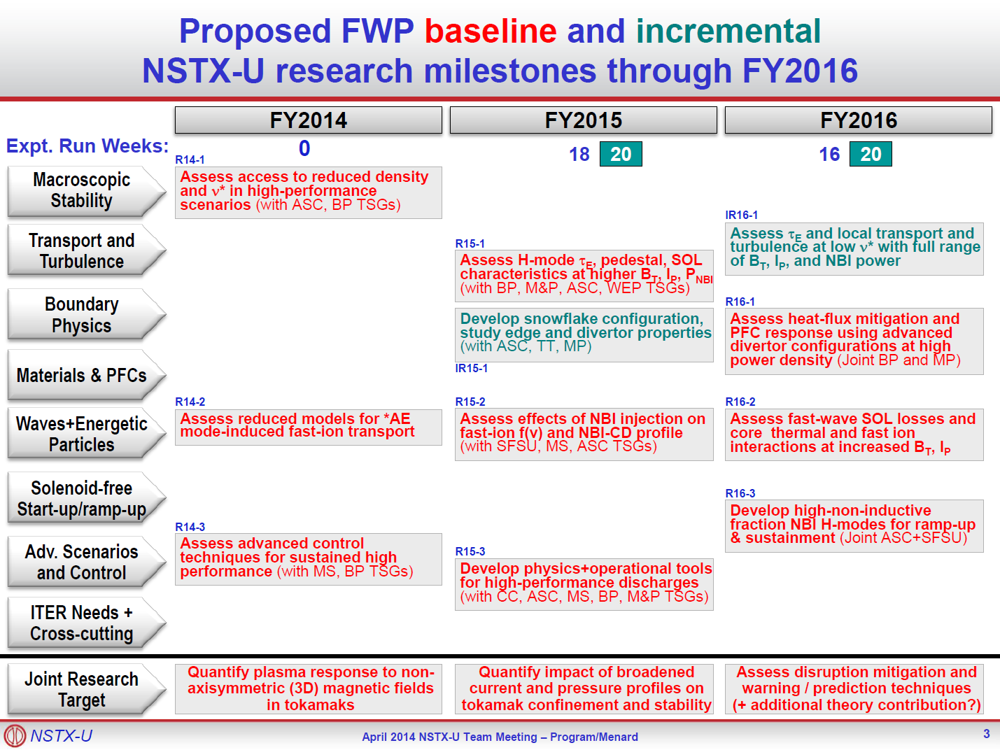 Proposed FWP baseline and incremental
NSTX-U research milestones through FY2016
FY2014
FY2015
FY2016
Expt. Run Weeks:
0
18
20
16
20
Macroscopic
Stability
R14-1
Assess access to reduced density
and ν* in high-performance
scenarios (with ASC, BP TSGs)
Transport and
Turbulence
R15-1
Assess H-mode τE, pedestal, SOL
characteristics at higher BT, IP, PNBI
(with BP, M&P, ASC, WEP TSGs)
IR16-1
Assess τE and local transport and
turbulence at low ν* with full range
of BT, IP, and NBI power
Boundary
Physics
Develop snowflake configuration,
study edge and divertor properties
(with ASC, TT, MP)
IR15-1
R16-1
Assess heat-flux mitigation and
PFC response using advanced
divertor configurations at high
power density (Joint BP and MP)
Materials & PFCs
Waves+Energetic
Particles
R14-2
Assess reduced models for *AE
mode-induced fast-ion transport
R15-2
Assess effects of NBI injection on
fast-ion f(v) and NBI-CD profile
(with SFSU, MS, ASC TSGs)
R16-2
Assess fast-wave SOL losses and
core thermal and fast ion
interactions at increased BT, IP
Solenoid-free
Start-up/ramp-up
R16-3
Develop high-non-inductive
fraction NBI H-modes for ramp-up
& sustainment (Joint ASC+SFSU)
Adv. Scenarios
and Control
R14-3
Assess advanced control
techniques for sustained high
performance (with MS, BP TSGs)
R15-3
Develop physics+operational tools
for high-performance discharges
(with CC, ASC, MS, BP, M&P TSGs)
ITER Needs +
Cross-cutting
Joint Research
Target
Quantify plasma response to non-
axisymmetric (3D) magnetic fields
in tokamaks
Quantify impact of broadened
current and pressure profiles on
tokamak confinement and stability
Assess disruption mitigation and
warning / prediction techniques
(+ additional theory contribution?)
NSTX-U
April 2014 NSTX-U Team Meeting – Program/Menard
3